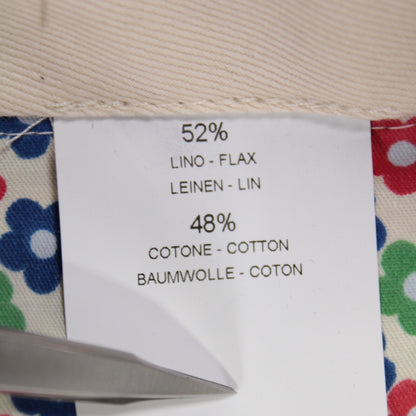 52%
LINO - FLAX
LEINEN - LIN
48%
COTONE - COTTON
BAUMWOLLE - COTON